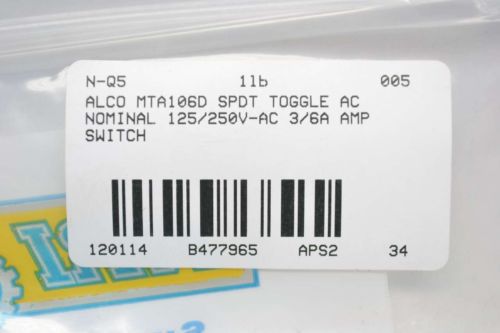 N-Q5 1lb 005
ALCO MTA106D SPDT TOGGLE AC
NOMINAL 125/250V-AC 3/6A AMP
SWITCH
120114 B477965 APS2 34